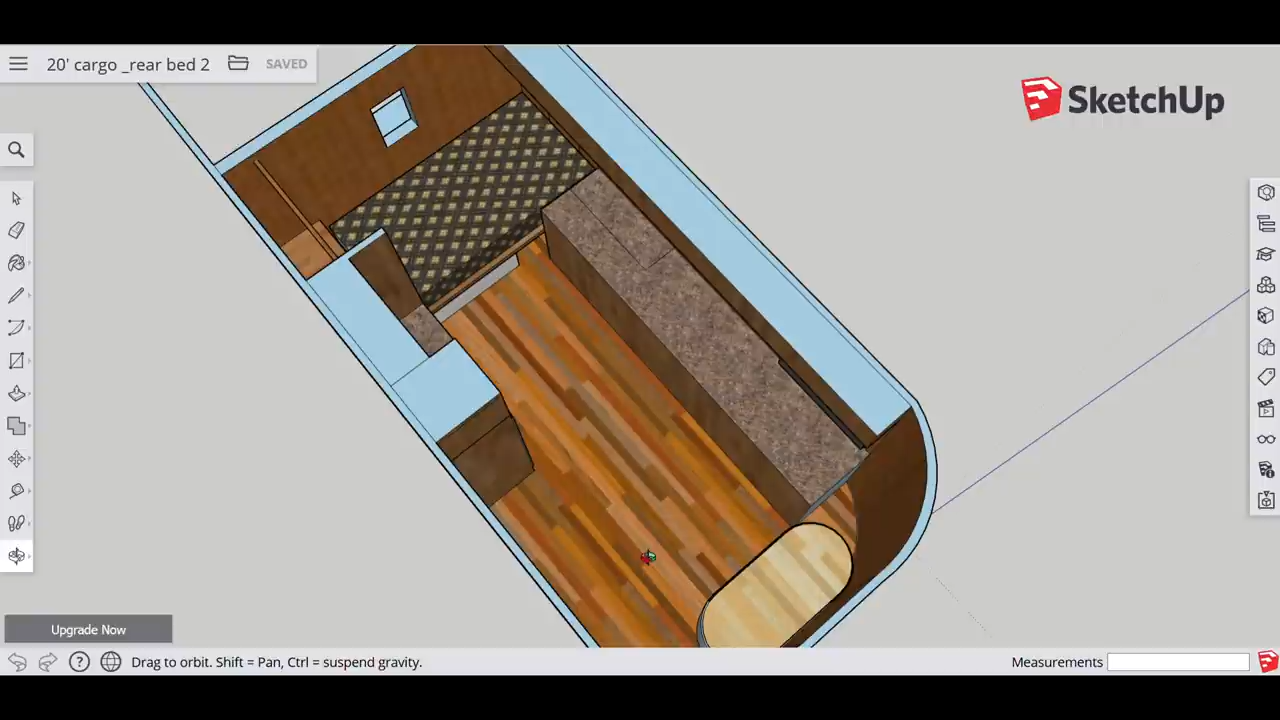 20' cargo _rear bed 2
SAVED
SketchUp
Upgrade Now
Drag to orbit. Shift = Pan, Ctrl = suspend gravity.
Measurements